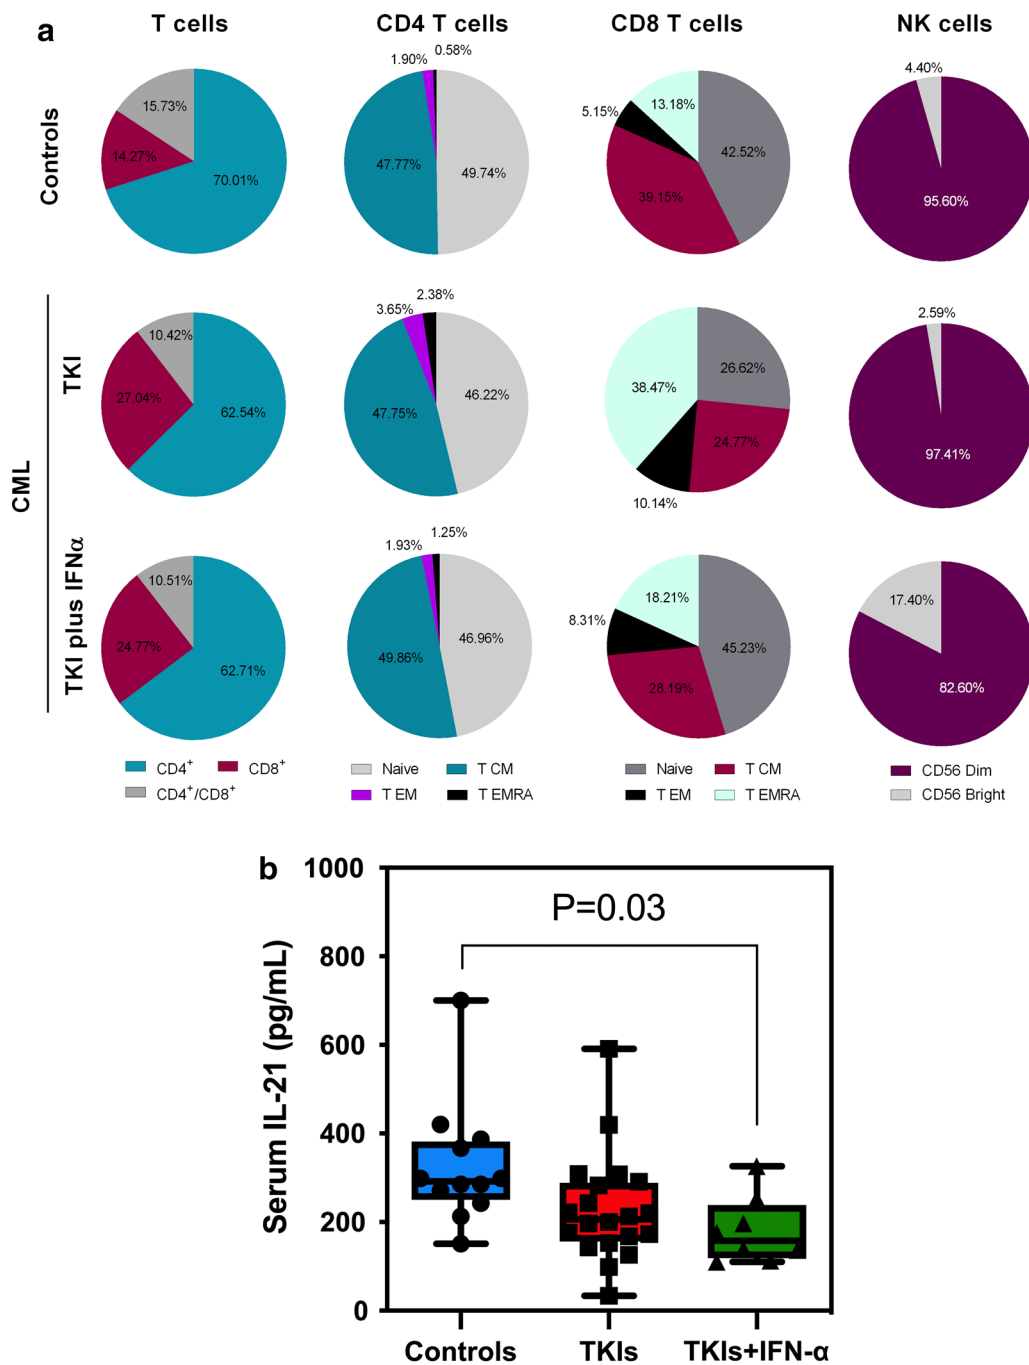 a
T cells CD4 T cells CD8 T cells NK cells
Controls
15.73% 14.27% 70.01%
1.90% 0.58% 47.77% 49.74%
5.15% 13.18% 42.52% 39.15%
4.40% 95.60%
CML
TKI
10.42% 27.04% 62.54%
3.65% 2.38% 47.75% 46.22%
38.47% 26.62% 24.77% 10.14%
2.59% 97.41%
TKI plus IFNα
10.51% 24.77% 62.71%
1.93% 1.25% 49.86% 46.96%
8.31% 18.21% 45.23% 28.19%
17.40% 82.60%
CD4⁺ CD8⁺
CD4⁺/CD8⁺
Naive T CM
T EM T EMRA
Naive T CM
T EM T EMRA
CD56 Dim
CD56 Bright
b
P=0.03
Serum IL-21 (pg/mL)
1000
800
600
400
200
0
Controls TKIs TKIs+IFN-α